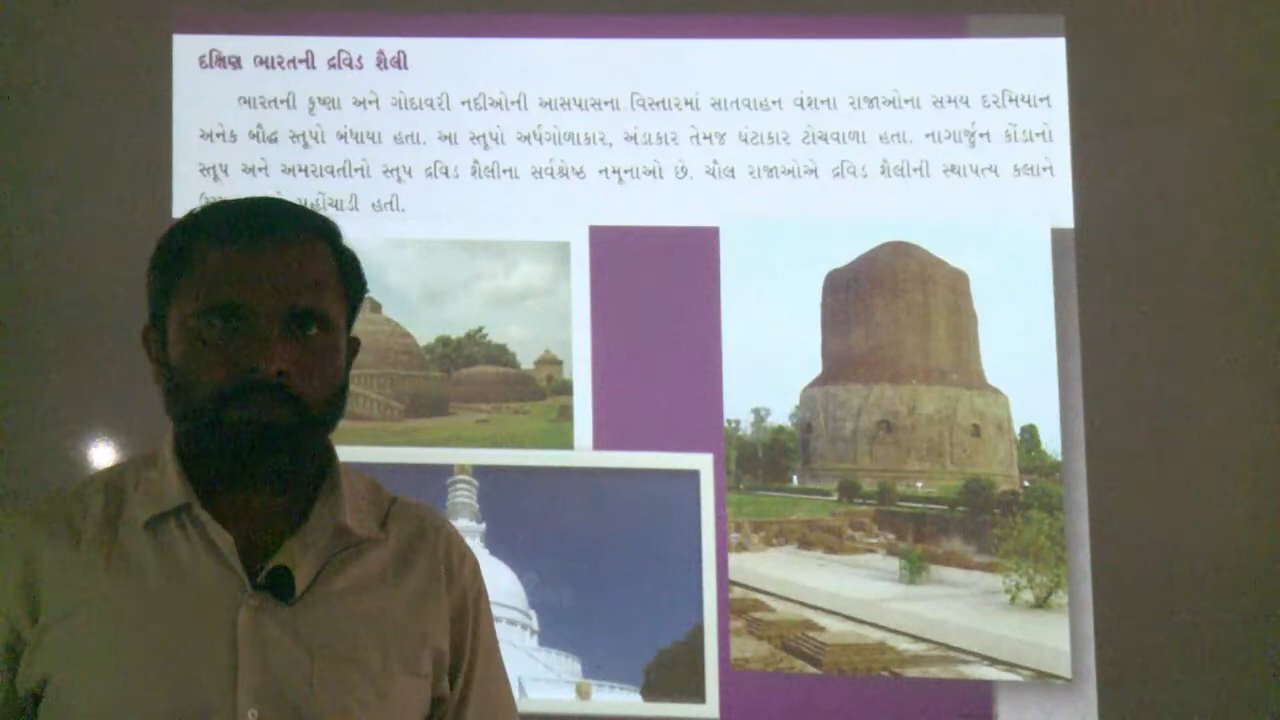 દક્ષિણ ભારતની દ્રવિડ શૈલી
ભારતની કૃષ્ણા અને ગોદાવરી નદીઓની આસપાસના વિસ્તારમાં સાતવાહન વંશના રાજાઓના સમય દરમિયાન
અનેક બૌદ્ધ સ્તૂપો બંધાયા હતા. આ સ્તૂપો અર્ધગોળાકાર, અંડાકાર તેમજ ઘંટાકાર ટોચવાળા હતા. નાગાર્જુન કોંડાનો
સ્તૂપ અને અમરાવતીનો સ્તૂપ દ્રવિડ શૈલીના સર્વશ્રેષ્ઠ નમૂનાઓ છે. ચૌલ રાજાઓએ દ્રવિડ શૈલીની સ્થાપત્ય કલાને
પહોંચાડી હતી.